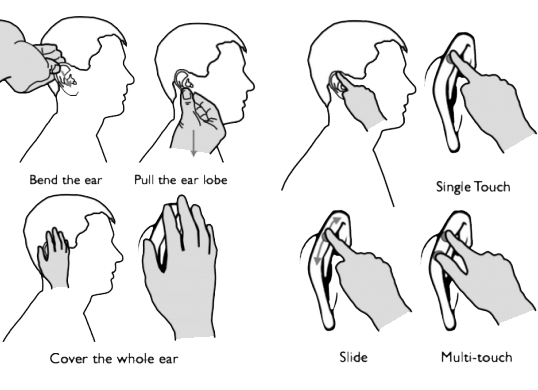 Bend the ear
Pull the ear lobe
Single Touch
Cover the whole ear
Slide
Multi-touch